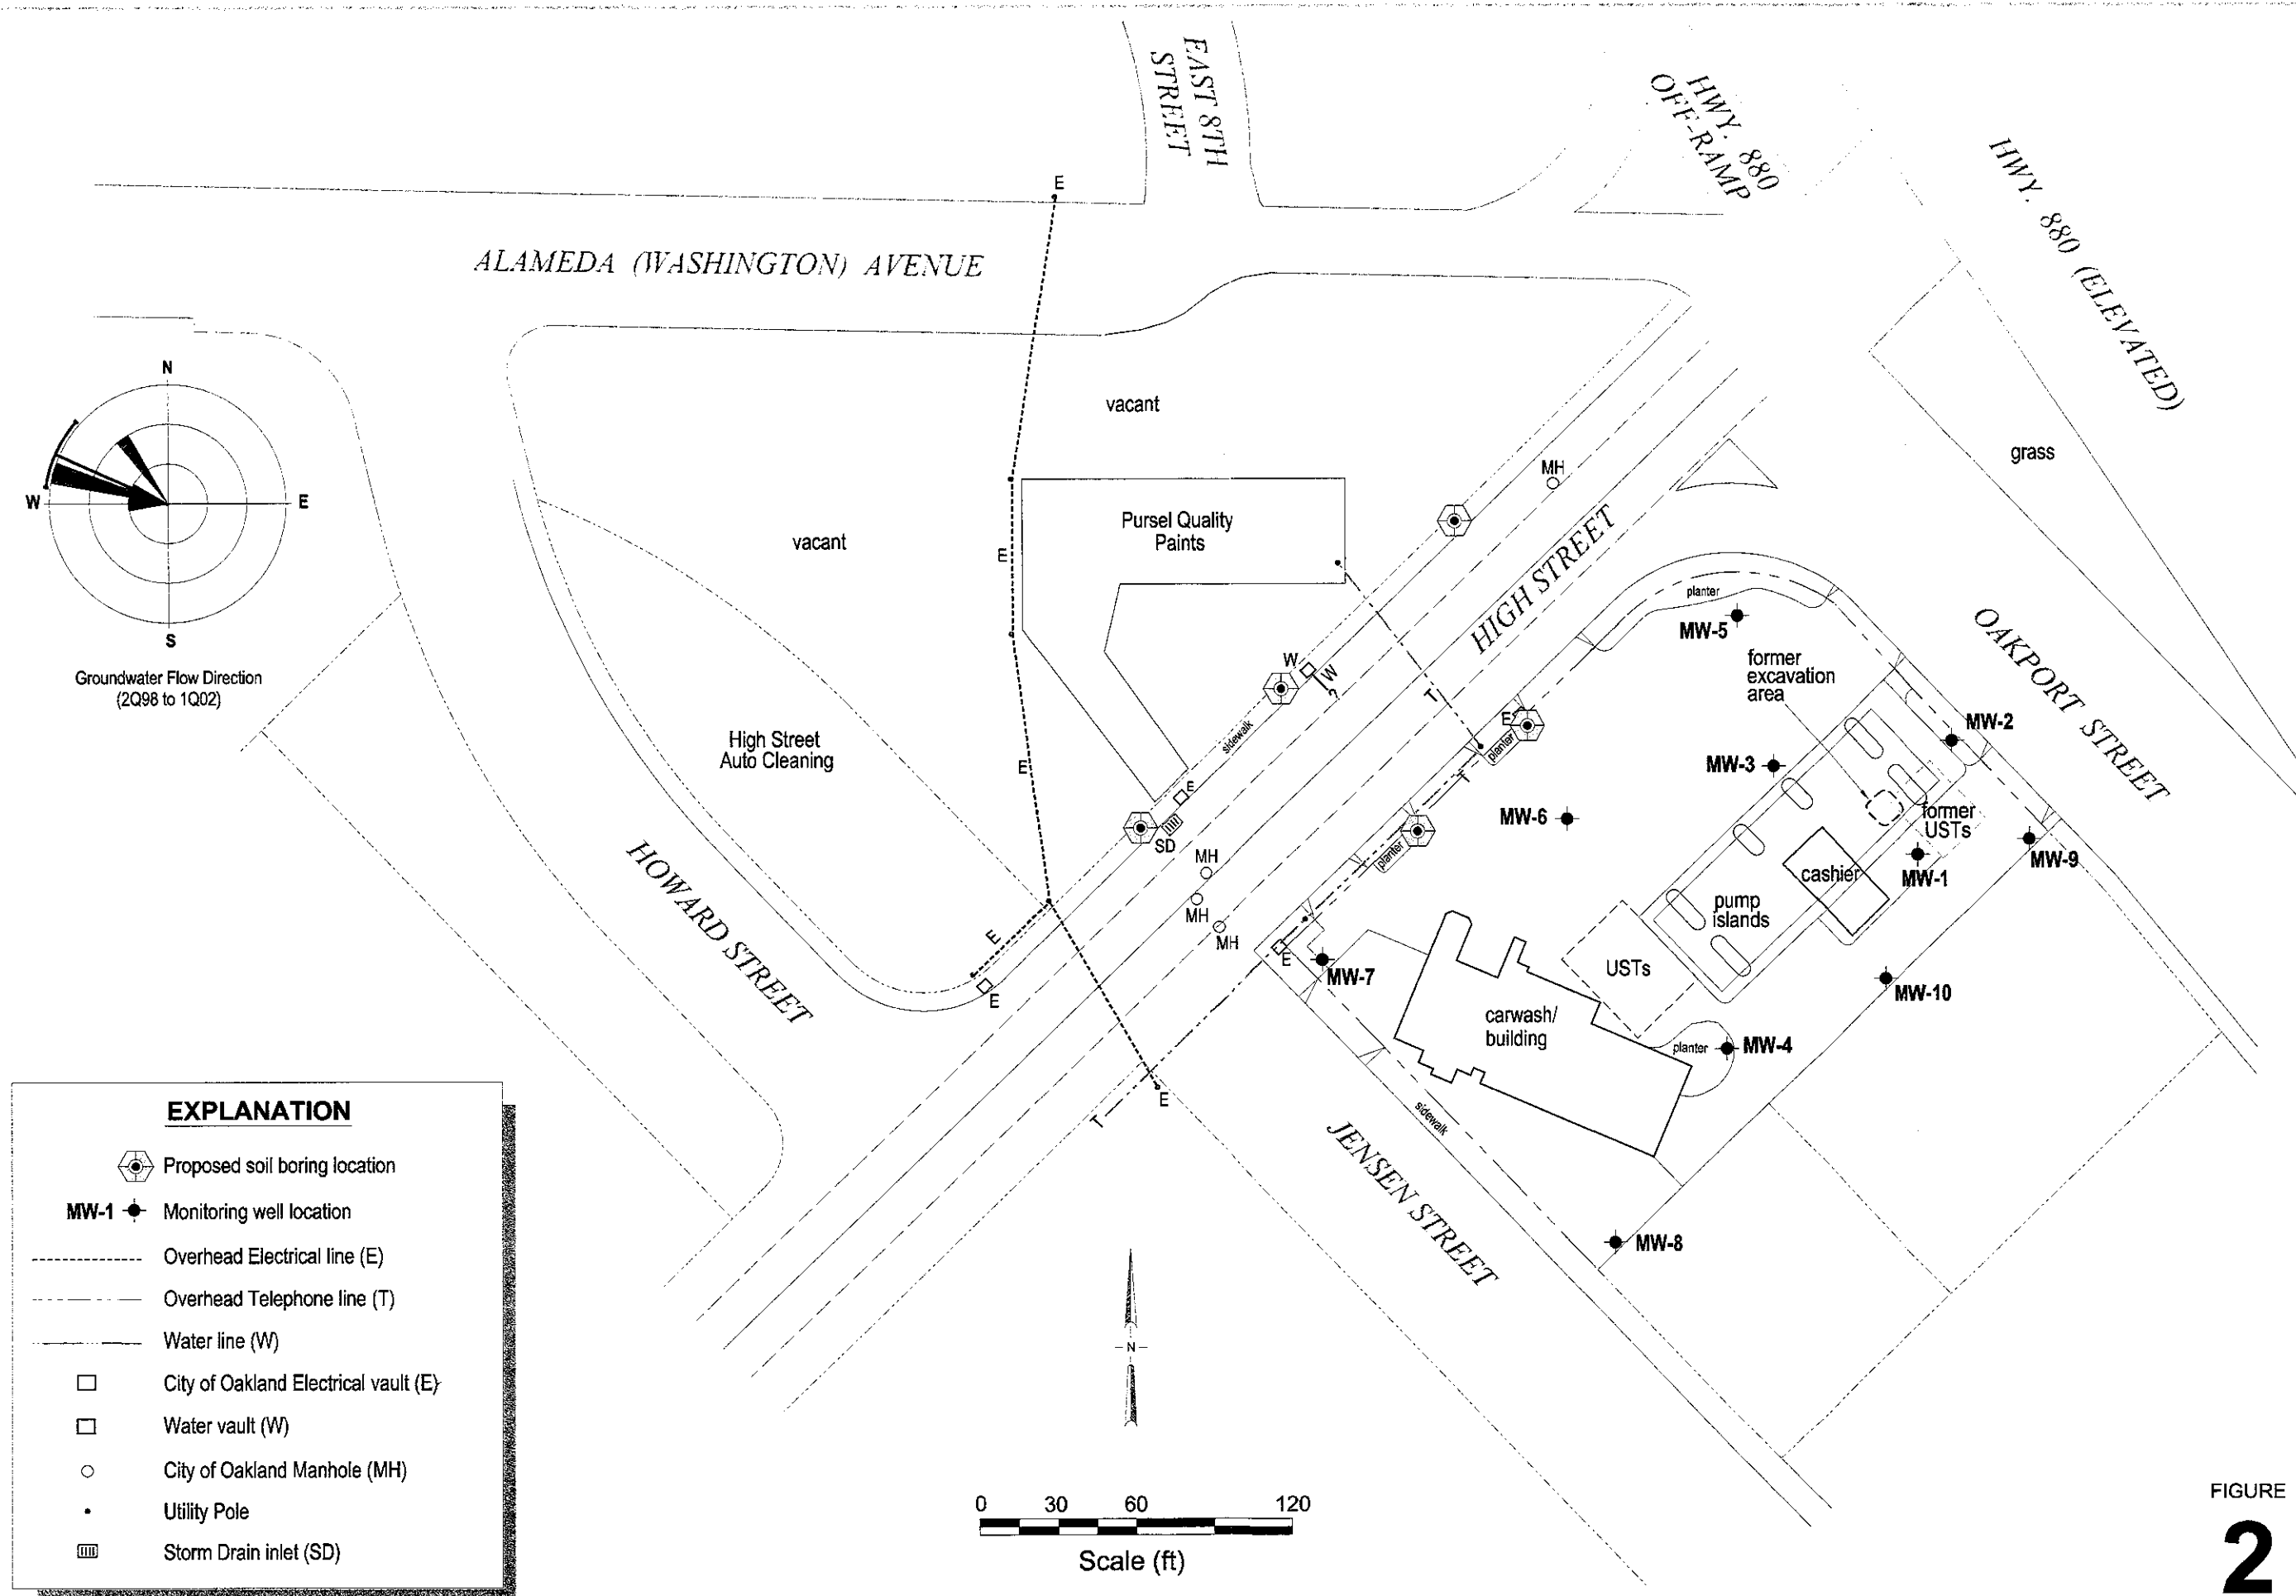 EAST 8TH
STREET
HWY. 880
OFF-RAMP
HWY. 880 (ELEVATED)
E
ALAMEDA (WASHINGTON) AVENUE
N
W
E
S
Groundwater Flow Direction
(2Q98 to 1Q02)
vacant
grass
MH
Pursel Quality
Paints
vacant
E
HIGH STREET
planter
MW-5
OAKPORT STREET
former
excavation
area
W
W
?
T
E
MW-2
sidewalk
planter
High Street
Auto Cleaning
E
MW-3
T
E
MW-6
former
USTs
SD
planter
MH
MW-9
cashier
MW-1
HOWARD STREET
MH
pump
islands
MH
E
E
MW-7
USTs
E
MW-10
carwash/
building
planter
MW-4
E
T
sidewalk
JENSEN STREET
MW-8
EXPLANATION
Proposed soil boring location
MW-1 Monitoring well location
Overhead Electrical line (E)
Overhead Telephone line (T)
Water line (W)
City of Oakland Electrical vault (E)
Water vault (W)
City of Oakland Manhole (MH)
Utility Pole
Storm Drain inlet (SD)
N
0 30 60 120
Scale (ft)
FIGURE
2